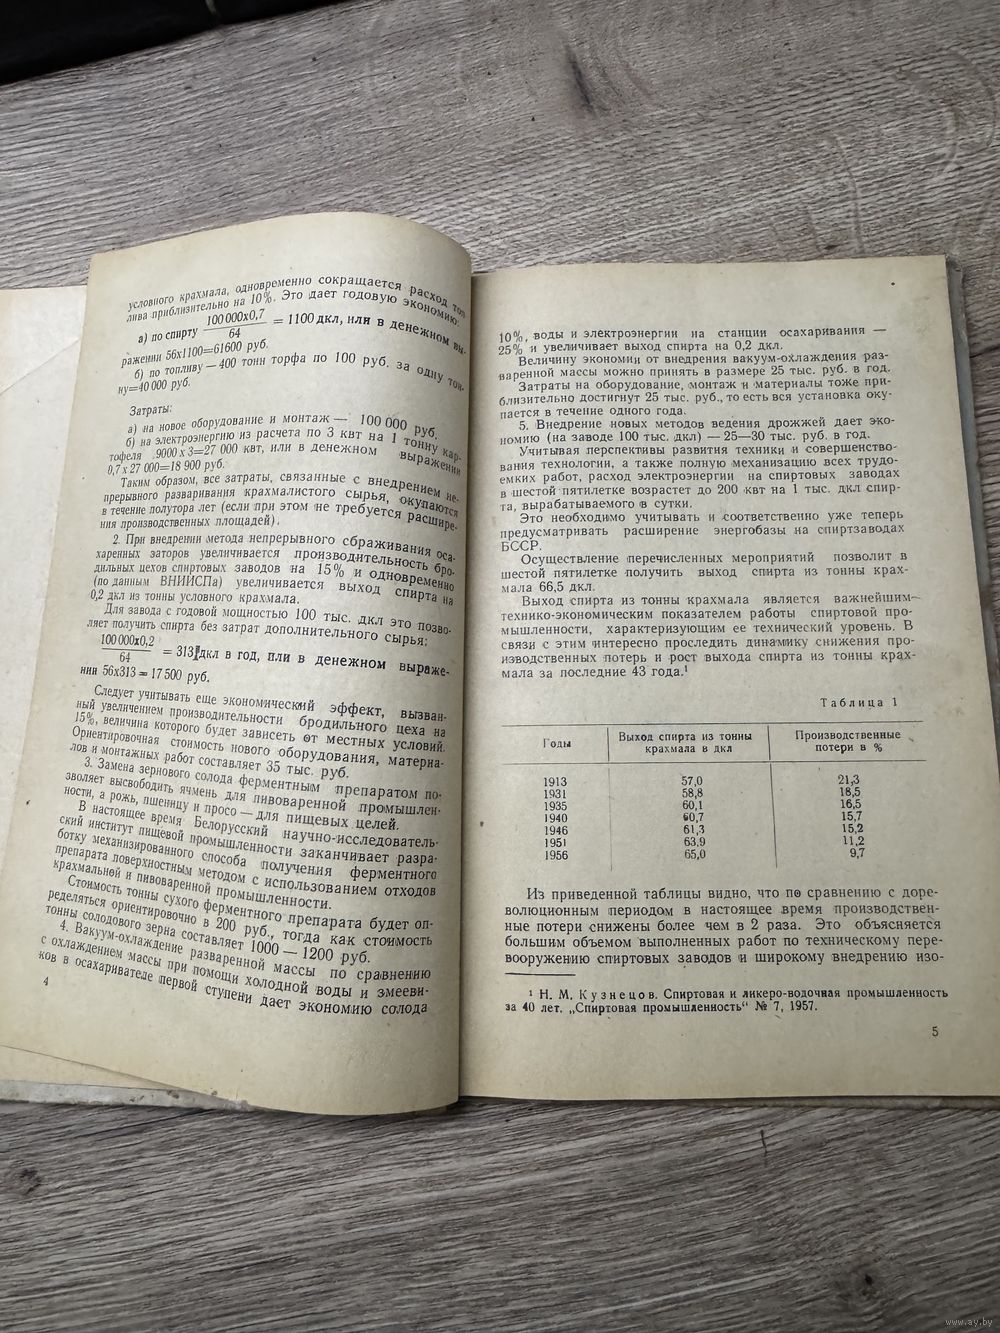 условного крахмала, одновременно сокращается расход топ-
лива приблизительно на 10%. Это дает годовую экономию:
а) по спирту 100 000х0,7 / 64 = 1100 дкл, или в денежном вы-
ражении 56х1100=61600 руб.
б) по топливу — 400 тонн торфа по 100 руб. за одну тон-
ну=40 000 руб.
Затраты:
а) на новое оборудование и монтаж — 100 000 руб.
б) на электроэнергию из расчета по 3 квт на 1 тонну кар-
тофеля 9000 х 3=27 000 квт, или в денежном выражении
0,7 х 27 000=18 900 руб.
Таким образом, все затраты, связанные с внедрением не-
прерывного разваривания крахмалистого сырья, окупаются
в течение полутора лет (если при этом не требуется расшире-
ния производственных площадей).
2. При внедрении метода непрерывного сбраживания оса-
харенных заторов увеличивается производительность бро-
дильных цехов спиртовых заводов на 15% и одновременно
(по данным ВНИИСПа) увеличивается выход спирта на
0,2 дкл из тонны условного крахмала.
Для завода с годовой мощностью 100 тыс. дкл это позво-
ляет получить спирта без затрат дополнительного сырья:
100 000х0,2 / 64 = 313 дкл в год, или в денежном выраже-
нии 56х313 = 17 500 руб.
Следует учитывать еще экономический эффект, вызван-
ный увеличением производительности бродильного цеха на
15%, величина которого будет зависеть от местных условий.
Ориентировочная стоимость нового оборудования, материа-
лов и монтажных работ составляет 35 тыс. руб.
3. Замена зернового солода ферментным препаратом по-
зволяет высвободить ячмень для пивоваренной промышлен-
ности, а рожь, пшеницу и просо — для пищевых целей.
В настоящее время Белорусский научно-исследователь-
ский институт пищевой промышленности заканчивает разра-
ботку механизированного способа получения ферментного
препарата поверхностным методом с использованием отходов
крахмальной и пивоваренной промышленности.
Стоимость тонны сухого ферментного препарата будет оп-
ределяться ориентировочно в 200 руб., тогда как стоимость
тонны солодового зерна составляет 1000 — 1200 руб.
4. Вакуум-охлаждение разваренной массы по сравнению
с охлаждением массы при помощи холодной воды и змееви-
ков в осахаривателе первой ступени дает экономию солода
4
10%, воды и электроэнергии на станции осахаривания —
25% и увеличивает выход спирта на 0,2 дкл.
Величину экономии от внедрения вакуум-охлаждения раз-
варенной массы можно принять в размере 25 тыс. руб. в год.
Затраты на оборудование, монтаж и материалы тоже при-
близительно достигнут 25 тыс. руб., то есть вся установка оку-
пается в течение одного года.
5. Внедрение новых методов ведения дрожжей дает эко-
номию (на заводе 100 тыс. дкл) — 25—30 тыс. руб. в год.
Учитывая перспективы развития техники и совершенство-
вания технологии, а также полную механизацию всех трудо-
емких работ, расход электроэнергии на спиртовых заводах
в шестой пятилетке возрастет до 200 квт на 1 тыс. дкл спир-
та, вырабатываемого в сутки.
Это необходимо учитывать и соответственно уже теперь
предусматривать расширение энергобазы на спиртзаводах
БССР.
Осуществление перечисленных мероприятий позволит в
шестой пятилетке получить выход спирта из тонны крах-
мала 66,5 дкл.
Выход спирта из тонны крахмала является важнейшим
технико-экономическим показателем работы спиртовой про-
мышленности, характеризующим ее технический уровень. В
связи с этим интересно проследить динамику снижения про-
изводственных потерь и рост выхода спирта из тонны крах-
мала за последние 43 года.¹
Таблица 1
Годы Выход спирта из тонны крахмала в дкл Производственные потери в %
1913 57,0 21,3
1931 58,8 18,5
1935 60,1 16,5
1940 60,7 15,7
1946 61,3 15,2
1951 63,9 11,2
1956 65,0 9,7
Из приведенной таблицы видно, что по сравнению с доре-
волюционным периодом в настоящее время производствен-
ные потери снижены более чем в 2 раза. Это объясняется
большим объемом выполненных работ по техническому пере-
вооружению спиртовых заводов и широкому внедрению изо-
¹ Н. М. Кузнецов. Спиртовая и ликеро-водочная промышленность
за 40 лет. „Спиртовая промышленность“ № 7, 1957.
5
www.ay.by